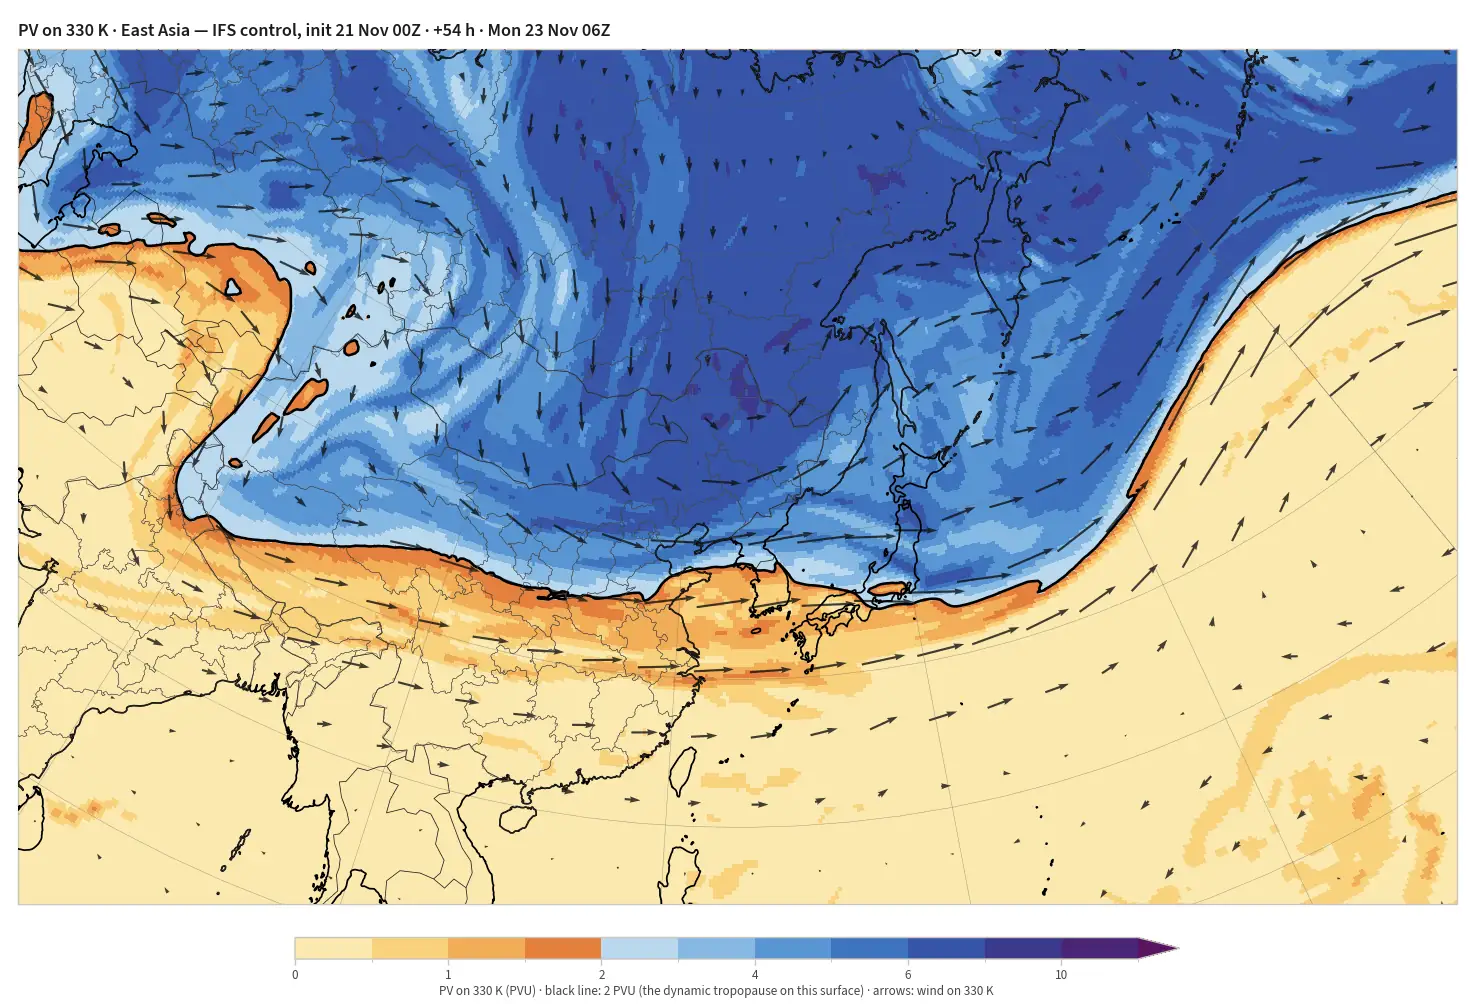 PV on 330 K · East Asia — IFS control, init 21 Nov 00Z · +54 h · Mon 23 Nov 06Z
0 1 2 4 6 10
PV on 330 K (PVU) · black line: 2 PVU (the dynamic tropopause on this surface) · arrows: wind on 330 K